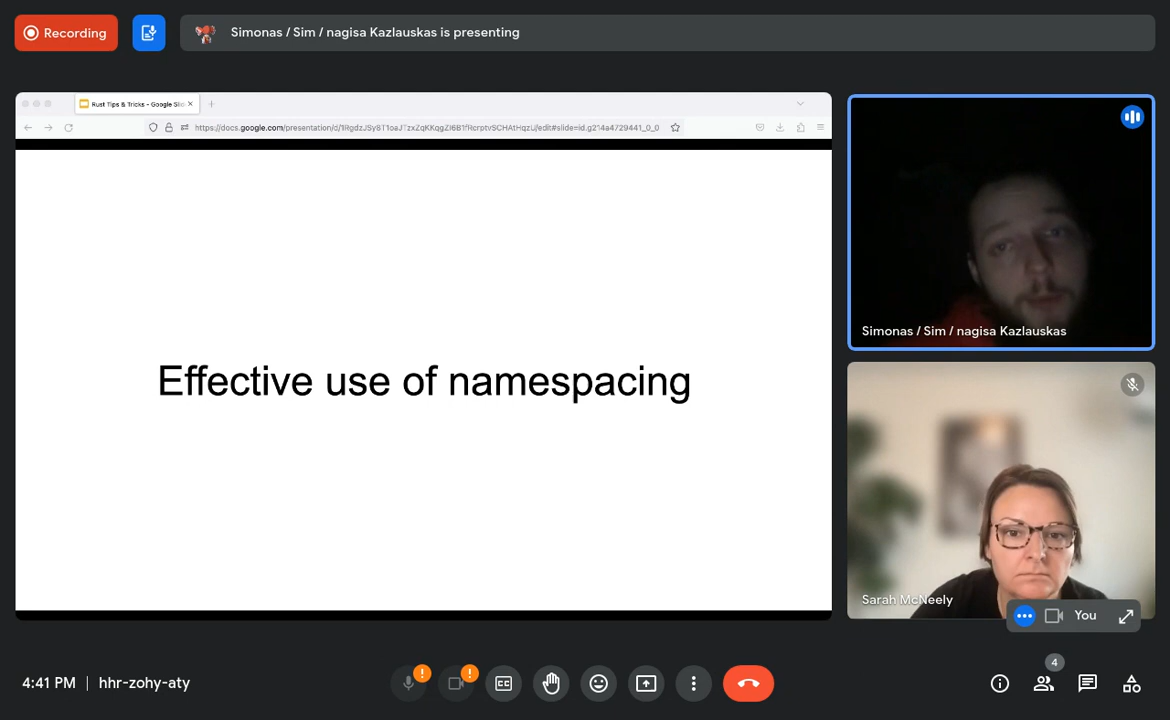 Recording
Simonas / Sim / nagisa Kazlauskas is presenting
Rust Tips & Tricks - Google Sli
Effective use of namespacing
Simonas / Sim / nagisa Kazlauskas
Sarah McNeely
You
4:41 PM | hhr-zohy-aty
4